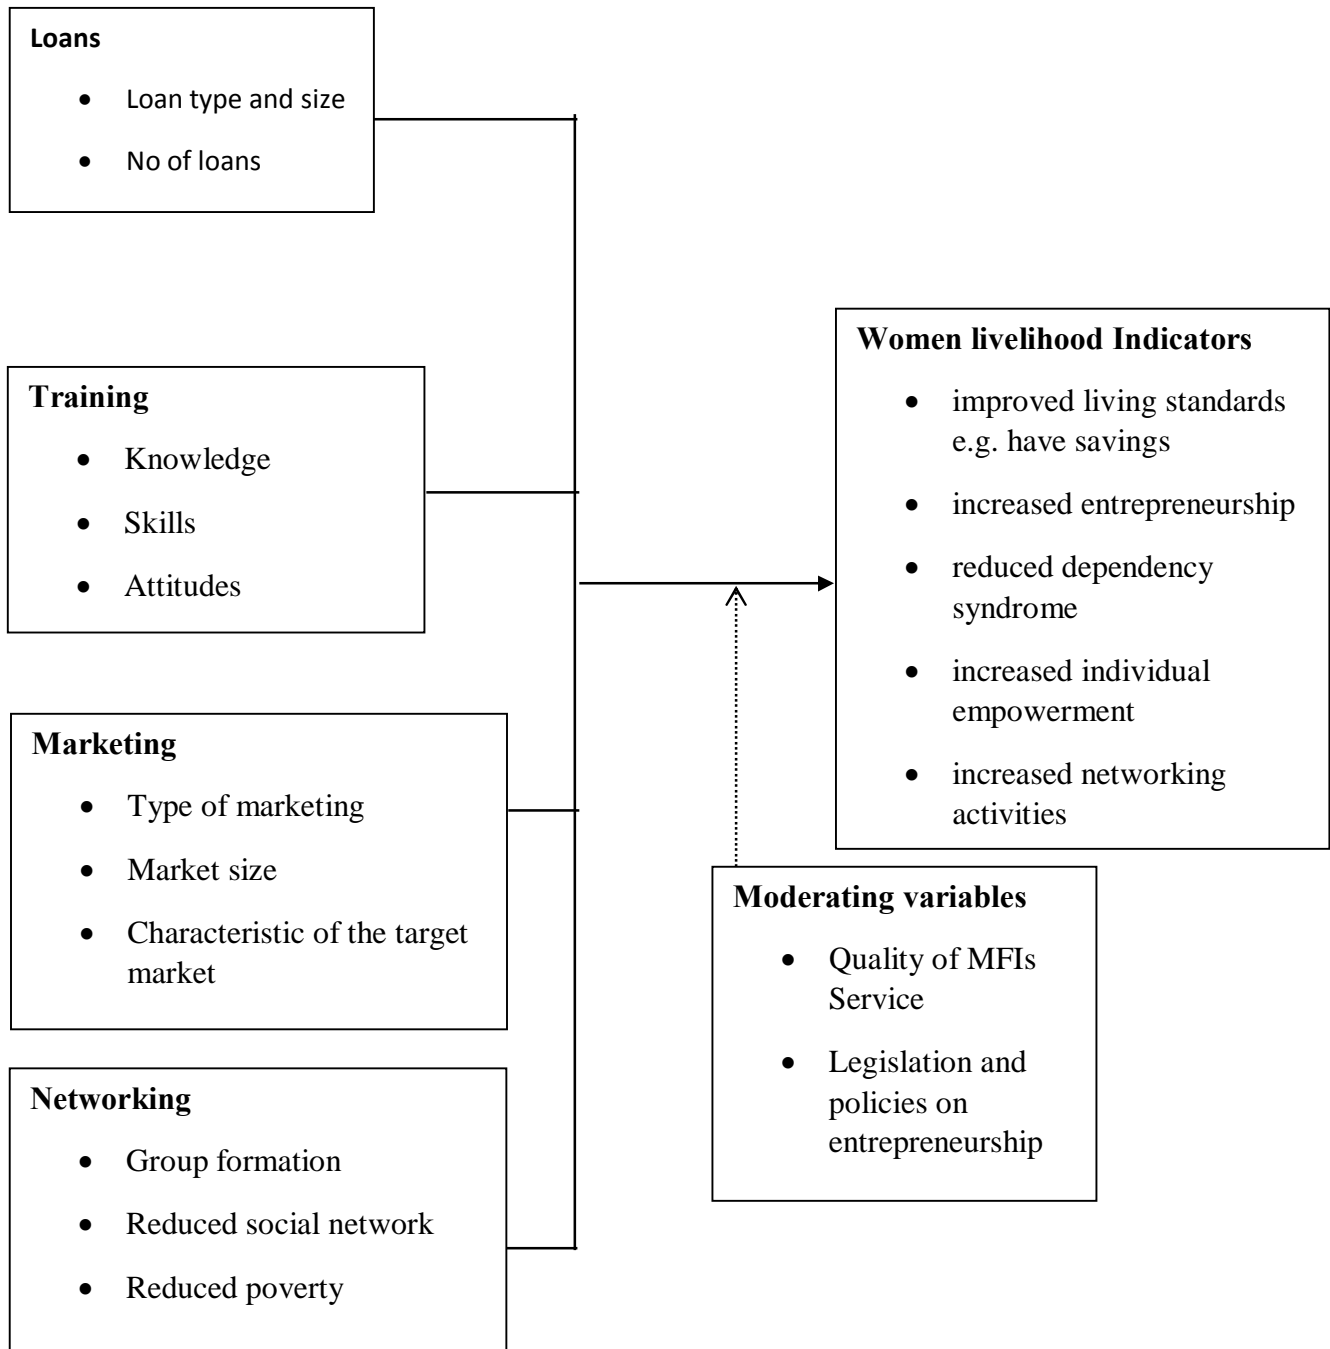 Loans
• Loan type and size
• No of loans
Training
• Knowledge
• Skills
• Attitudes
Marketing
• Type of marketing
• Market size
• Characteristic of the target
market
Networking
• Group formation
• Reduced social network
• Reduced poverty
Women livelihood Indicators
• improved living standards
e.g. have savings
• increased entrepreneurship
• reduced dependency
syndrome
• increased individual
empowerment
• increased networking
activities
Moderating variables
• Quality of MFIs
Service
• Legislation and
policies on
entrepreneurship